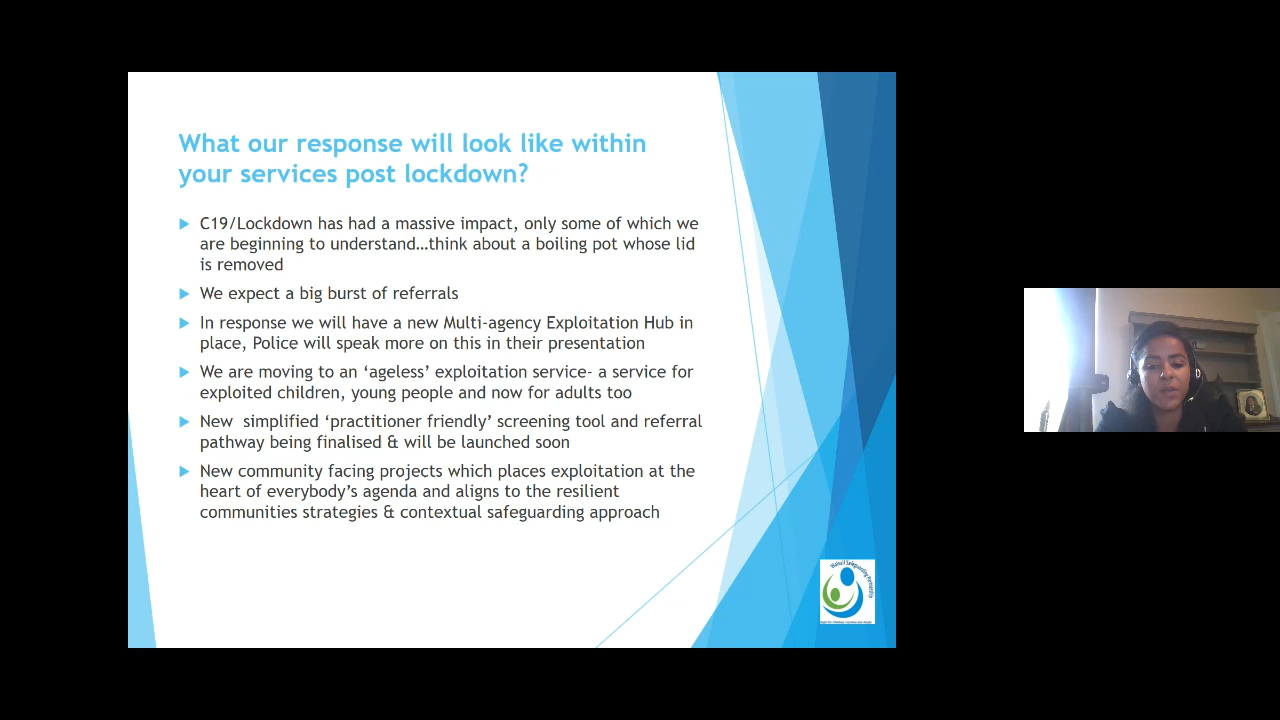 What our response will look like within
your services post lockdown?
C19/Lockdown has had a massive impact, only some of which we
are beginning to understand…think about a boiling pot whose lid
is removed
We expect a big burst of referrals
In response we will have a new Multi-agency Exploitation Hub in
place, Police will speak more on this in their presentation
We are moving to an ‘ageless’ exploitation service- a service for
exploited children, young people and now for adults too
New simplified ‘practitioner friendly’ screening tool and referral
pathway being finalised & will be launched soon
New community facing projects which places exploitation at the
heart of everybody’s agenda and aligns to the resilient
communities strategies & contextual safeguarding approach
Walsall Safeguarding Partnership